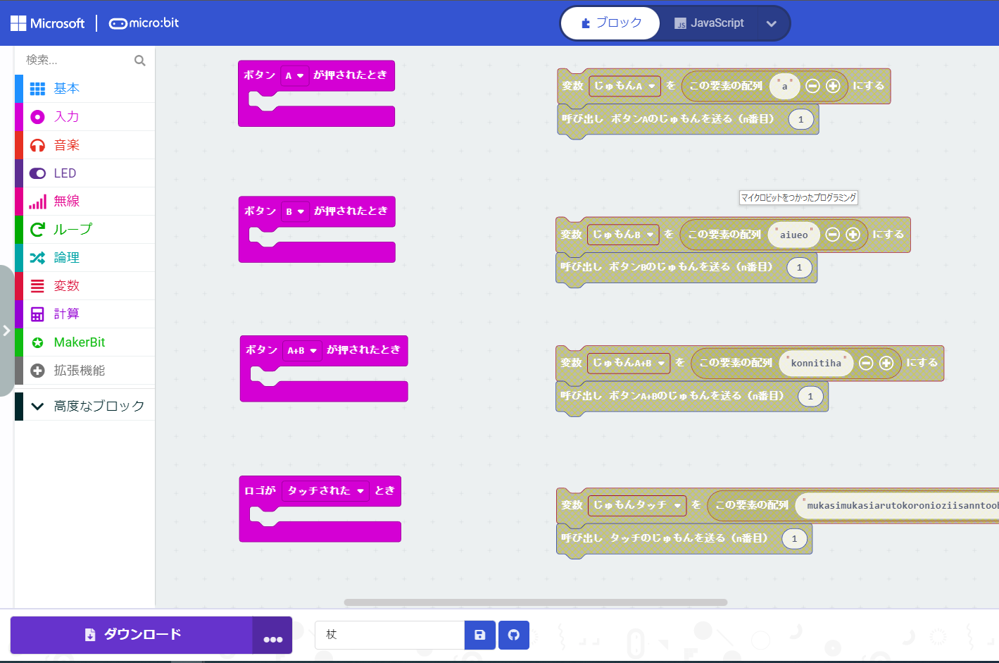 Microsoft micro:bit ブロック JS JavaScript
検索...
基本
入力
音楽
LED
無線
ループ
論理
変数
計算
MakerBit
拡張機能
高度なブロック
ボタン A が押されたとき
変数 じゅもんA を この要素の配列 "a" にする
呼び出し ボタンAのじゅもんを送る (n番目) 1
マイクロビットをつかったプログラミング
ボタン B が押されたとき
変数 じゅもんB を この要素の配列 "aiueo" にする
呼び出し ボタンBのじゅもんを送る (n番目) 1
ボタン A+B が押されたとき
変数 じゅもんA+B を この要素の配列 "konnitiha" にする
呼び出し ボタンA+Bのじゅもんを送る (n番目) 1
ロゴが タッチされた とき
変数 じゅもんタッチ を この要素の配列 "mukasimukasiarutokoronioziisanntoo
呼び出し タッチのじゅもんを送る (n番目) 1
ダウンロード ••• 杖